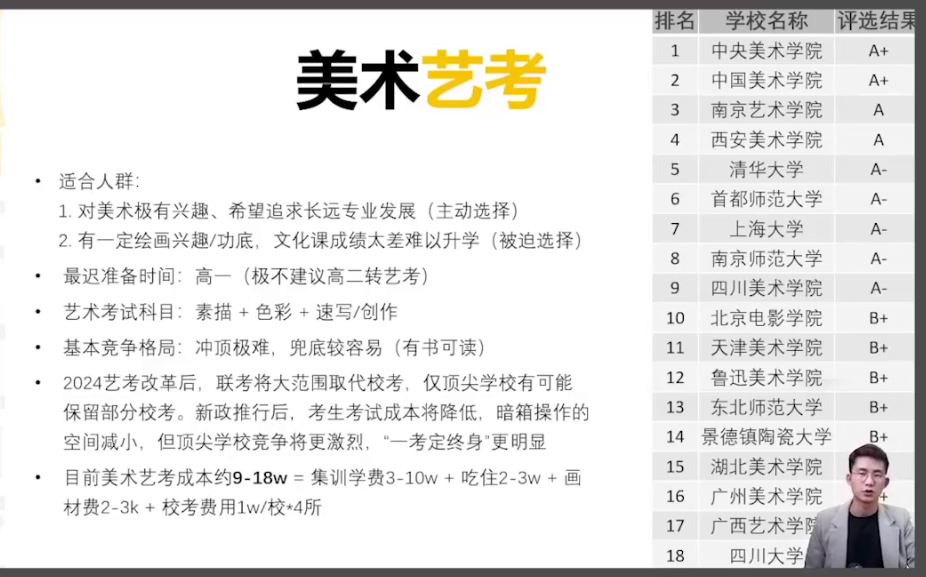 美术艺考
• 适合人群:
1. 对美术极有兴趣、希望追求长远专业发展（主动选择）
2. 有一定绘画兴趣/功底，文化课成绩太差难以升学（被迫选择）
• 最迟准备时间：高一（极不建议高二转艺考）
• 艺术考试科目：素描 + 色彩 + 速写/创作
• 基本竞争格局：冲顶极难，兜底较容易（有书可读）
• 2024艺考改革后，联考将大范围取代校考，仅顶尖学校有可能
保留部分校考。新政推行后，考生考试成本将降低，暗箱操作的
空间减小，但顶尖学校竞争将更激烈，“一考定终身”更明显
• 目前美术艺考成本约9-18w = 集训学费3-10w + 吃住2-3w + 画
材费2-3k + 校考费用1w/校*4所
排名 学校名称 评选结果
1 中央美术学院 A+
2 中国美术学院 A+
3 南京艺术学院 A
4 西安美术学院 A
5 清华大学 A-
6 首都师范大学 A-
7 上海大学 A-
8 南京师范大学 A-
9 四川美术学院 A-
10 北京电影学院 B+
11 天津美术学院 B+
12 鲁迅美术学院 B+
13 东北师范大学 B+
14 景德镇陶瓷大学 B+
15 湖北美术学院
16 广州美术学院
17 广西艺术学院
18 四川大学